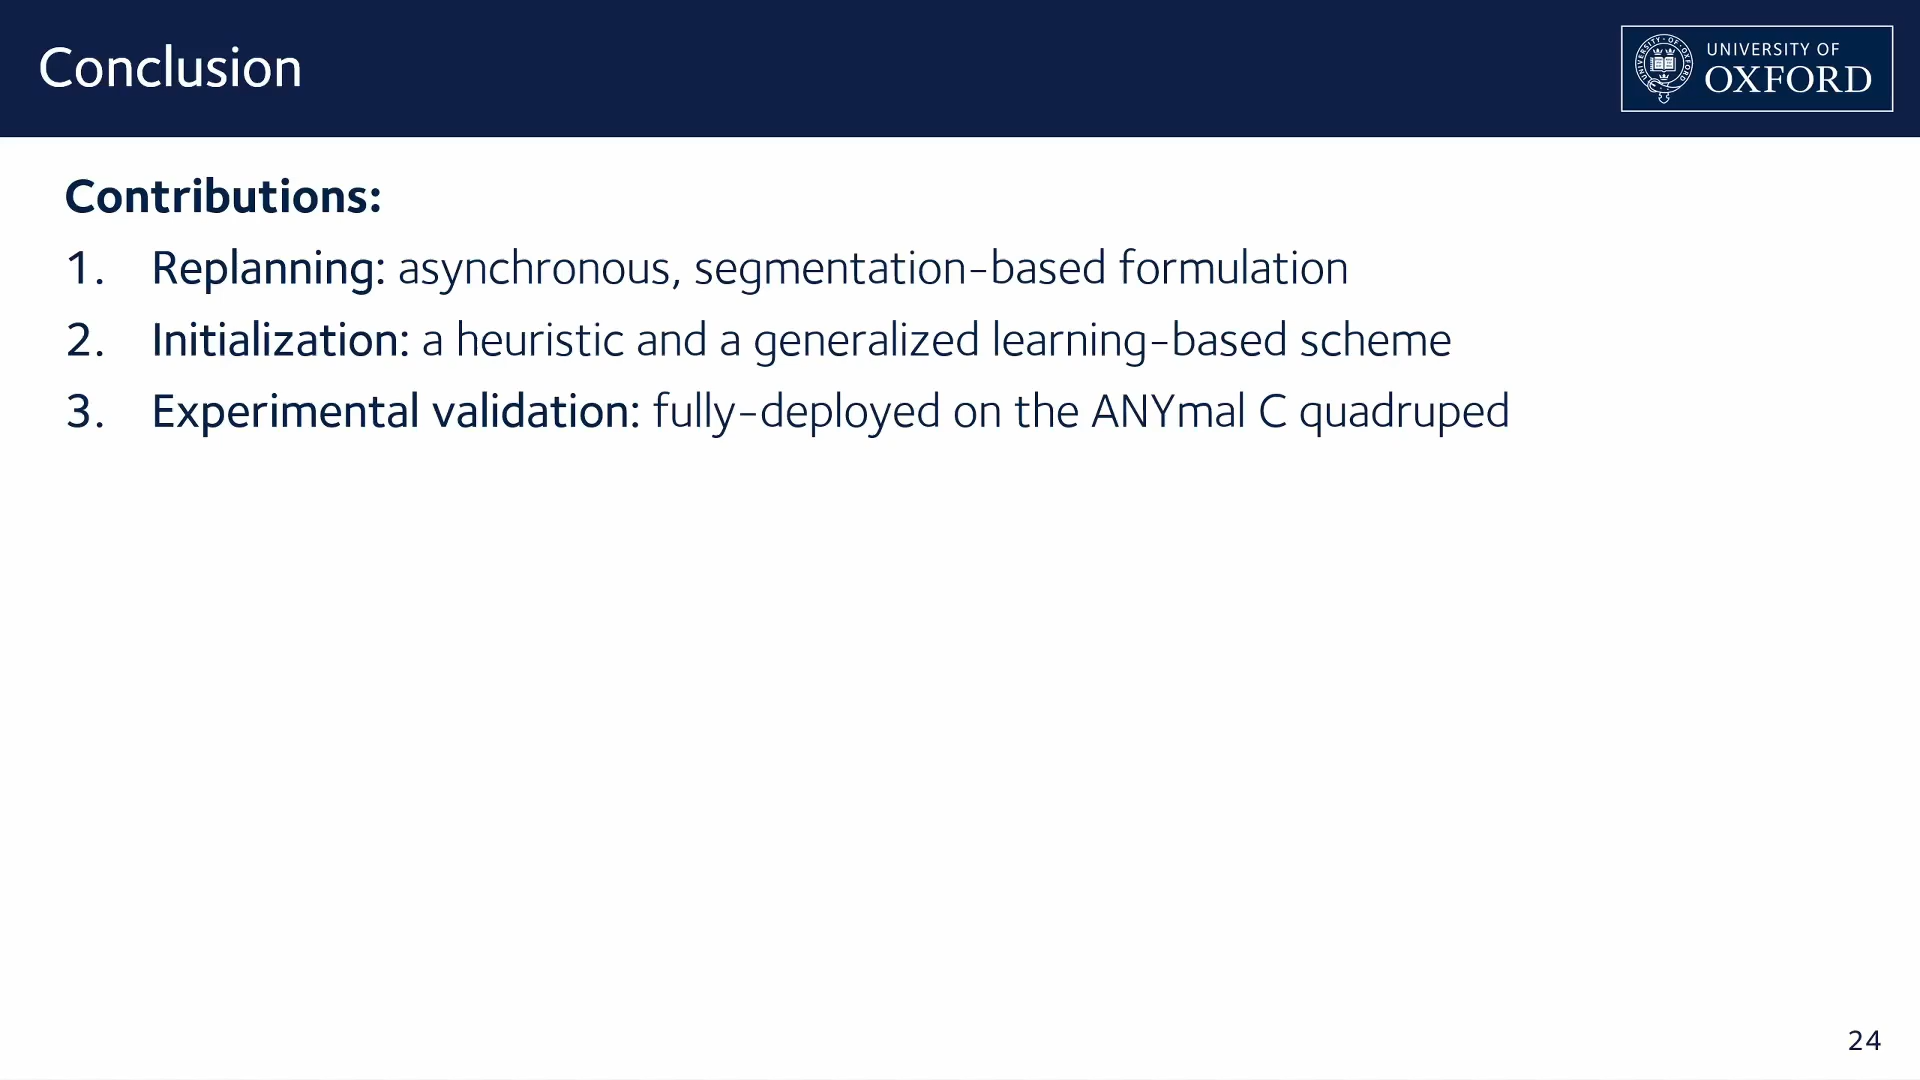 Conclusion
UNIVERSITY OF
OXFORD
Contributions:
1. Replanning: asynchronous, segmentation-based formulation
2. Initialization: a heuristic and a generalized learning-based scheme
3. Experimental validation: fully-deployed on the ANYmal C quadruped
24